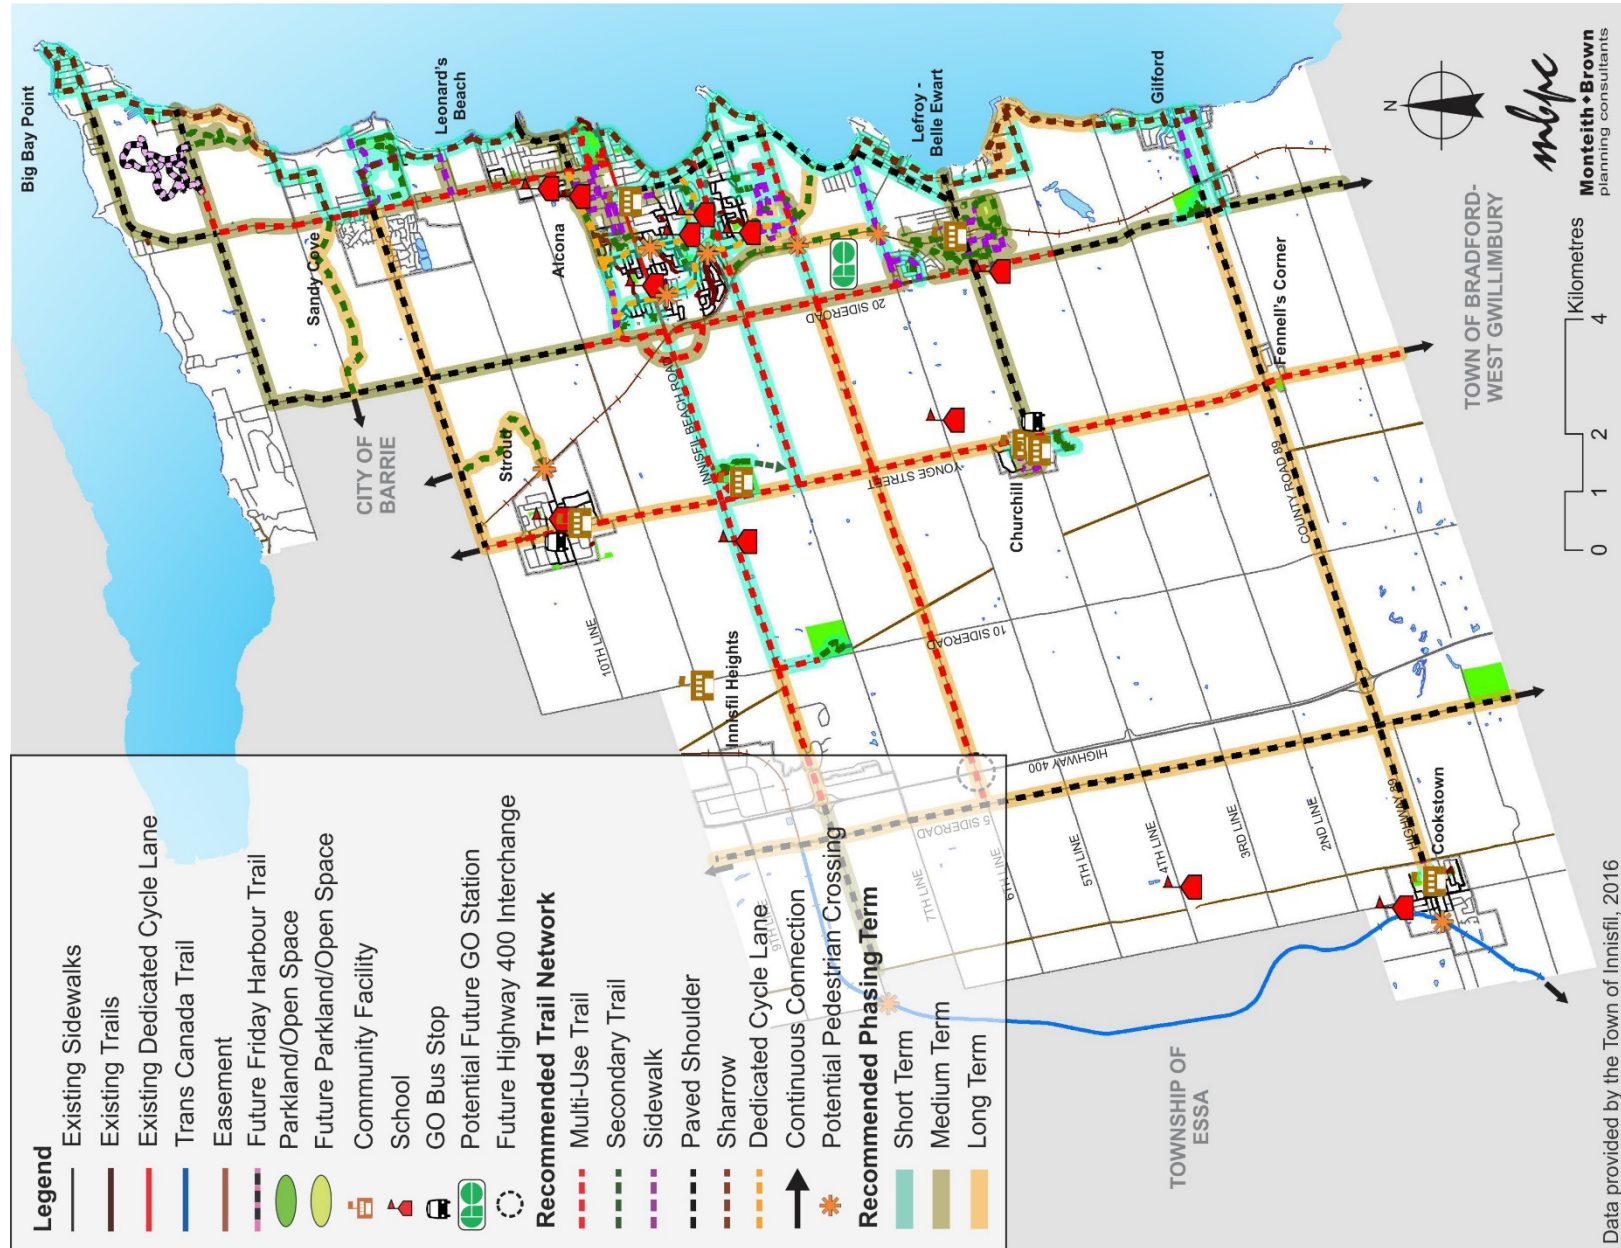 Legend
Existing Sidewalks
Existing Trails
Existing Dedicated Cycle Lane
Trans Canada Trail
Easement
Future Friday Harbour Trail
Parkland/Open Space
Future Parkland/Open Space
Community Facility
School
GO Bus Stop
Potential Future GO Station
Future Highway 400 Interchange
Recommended Trail Network
Multi-Use Trail
Secondary Trail
Sidewalk
Paved Shoulder
Sharrow
Dedicated Cycle Lane
Continuous Connection
Potential Pedestrian Crossing
Recommended Phasing Term
Short Term
Medium Term
Long Term
Big Bay Point
Leonard's
Beach
Sandy Cove
Alcona
CITY OF
BARRIE
Stroud
10TH LINE
INNISFIL BEACH ROAD
20 SIDEROAD
Lefroy -
Belle Ewart
Gilford
Innisfil Heights
YONGE STREET
Churchill
Fennell's Corner
10 SIDEROAD
COUNTY ROAD 89
HIGHWAY 400
5 SIDEROAD
9TH LINE
7TH LINE
6TH LINE
5TH LINE
4TH LINE
3RD LINE
2ND LINE
HIGHWAY 89
Cookstown
TOWNSHIP OF
ESSA
TOWN OF BRADFORD-
WEST GWILLIMBURY
N
0 1 2 4
Kilometres
mbpc
Monteith Brown
planning consultants
GO
Data provided by the Town of Innisfil, 2016